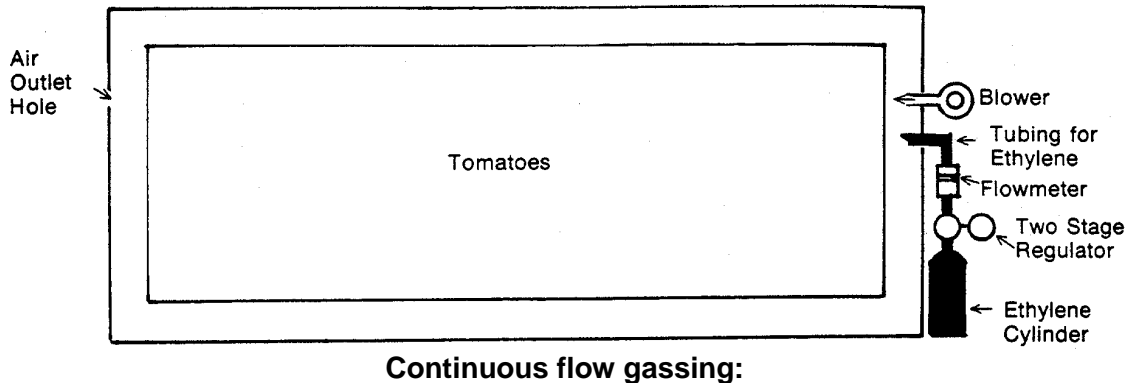 Air
Outlet
Hole
Tomatoes
Blower
Tubing for
Ethylene
Flowmeter
Two Stage
Regulator
Ethylene
Cylinder
Continuous flow gassing: